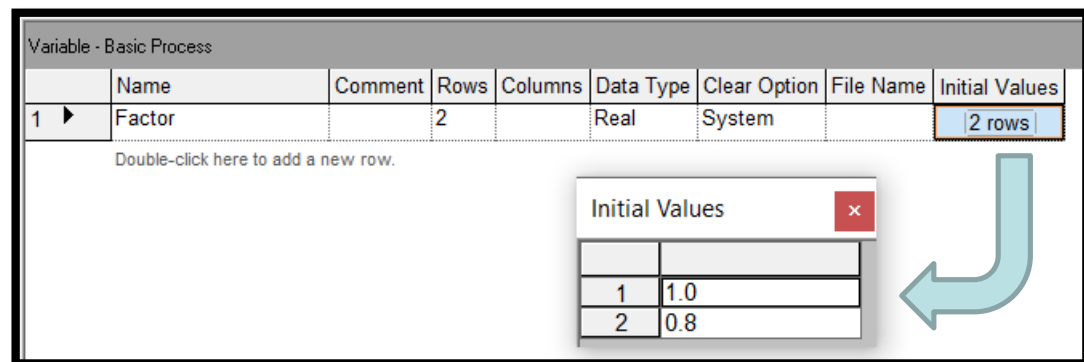 Variable - Basic Process
Name Comment Rows Columns Data Type Clear Option File Name Initial Values
1 Factor 2 Real System 2 rows
Double-click here to add a new row.
Initial Values ×
1 1.0
2 0.8